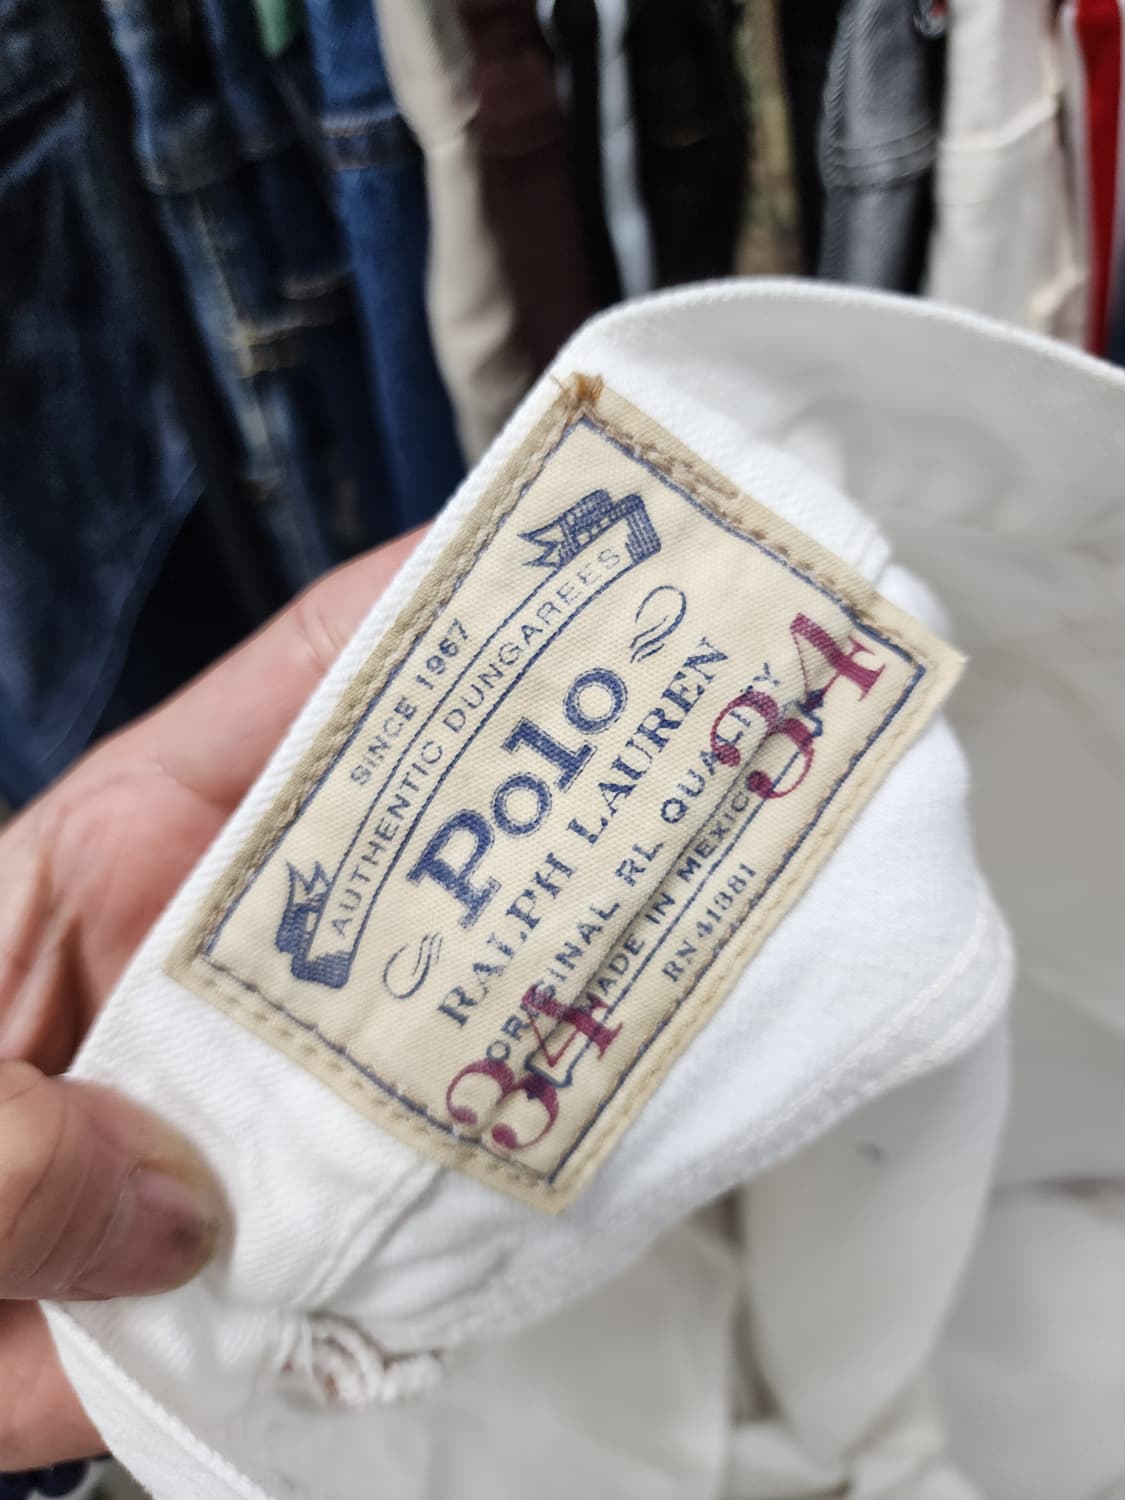 SINCE 1967
AUTHENTIC DUNGAREES
Polo
RALPH LAUREN
ORIGINAL RL QUALITY
MADE IN MEXICO
RN 41381
34 34